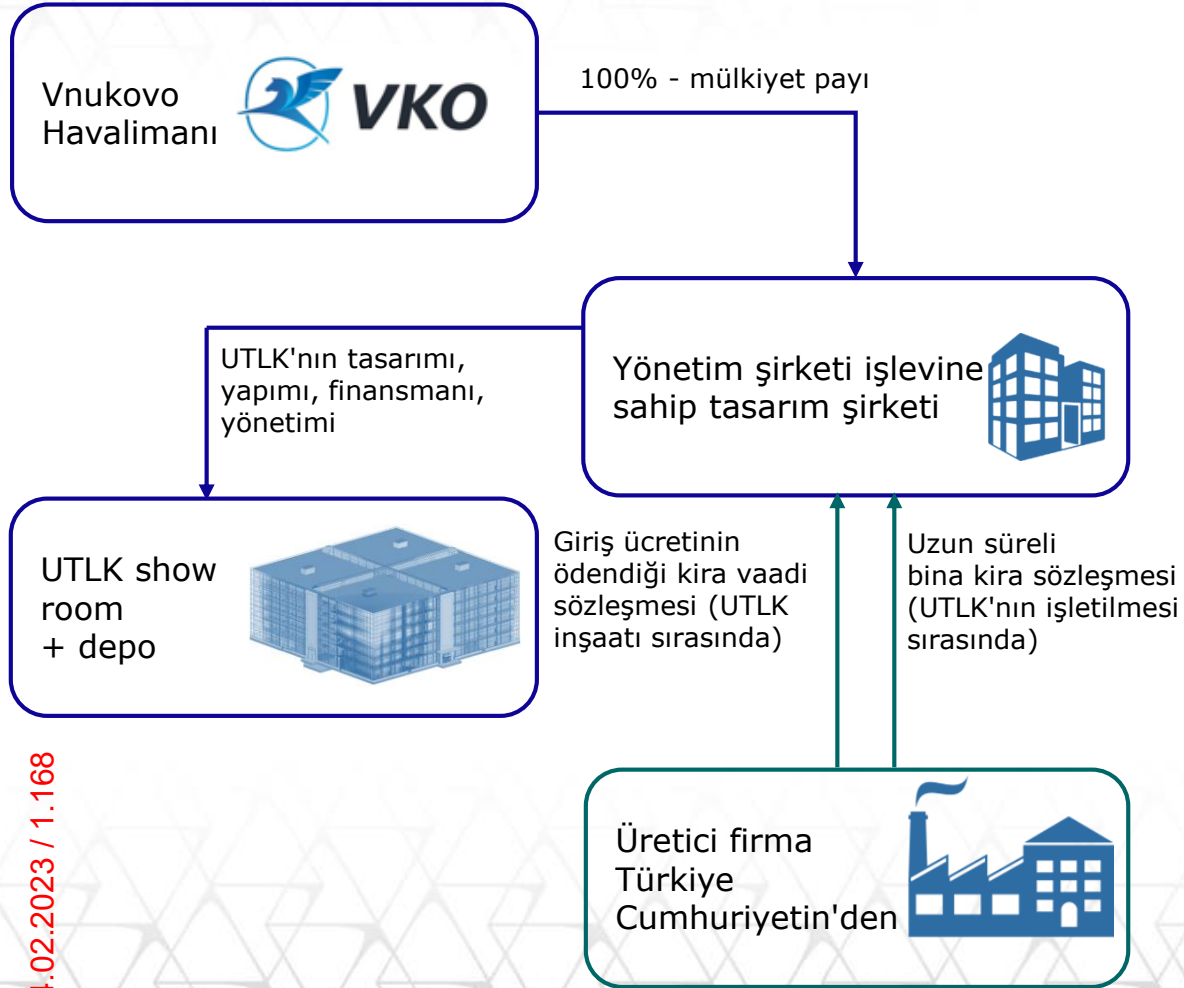 Vnukovo
Havalimanı
VKO
100% - mülkiyet payı
UTLK'nın tasarımı,
yapımı, finansmanı,
yönetimi
Yönetim şirketi işlevine
sahip tasarım şirketi
UTLK show
room
+ depo
Giriş ücretinin
ödendiği kira vaadi
sözleşmesi (UTLK
inşaatı sırasında)
Uzun süreli
bina kira sözleşmesi
(UTLK'nın işletilmesi
sırasında)
Üretici firma
Türkiye
Cumhuriyetin'den
.02.2023 / 1.168